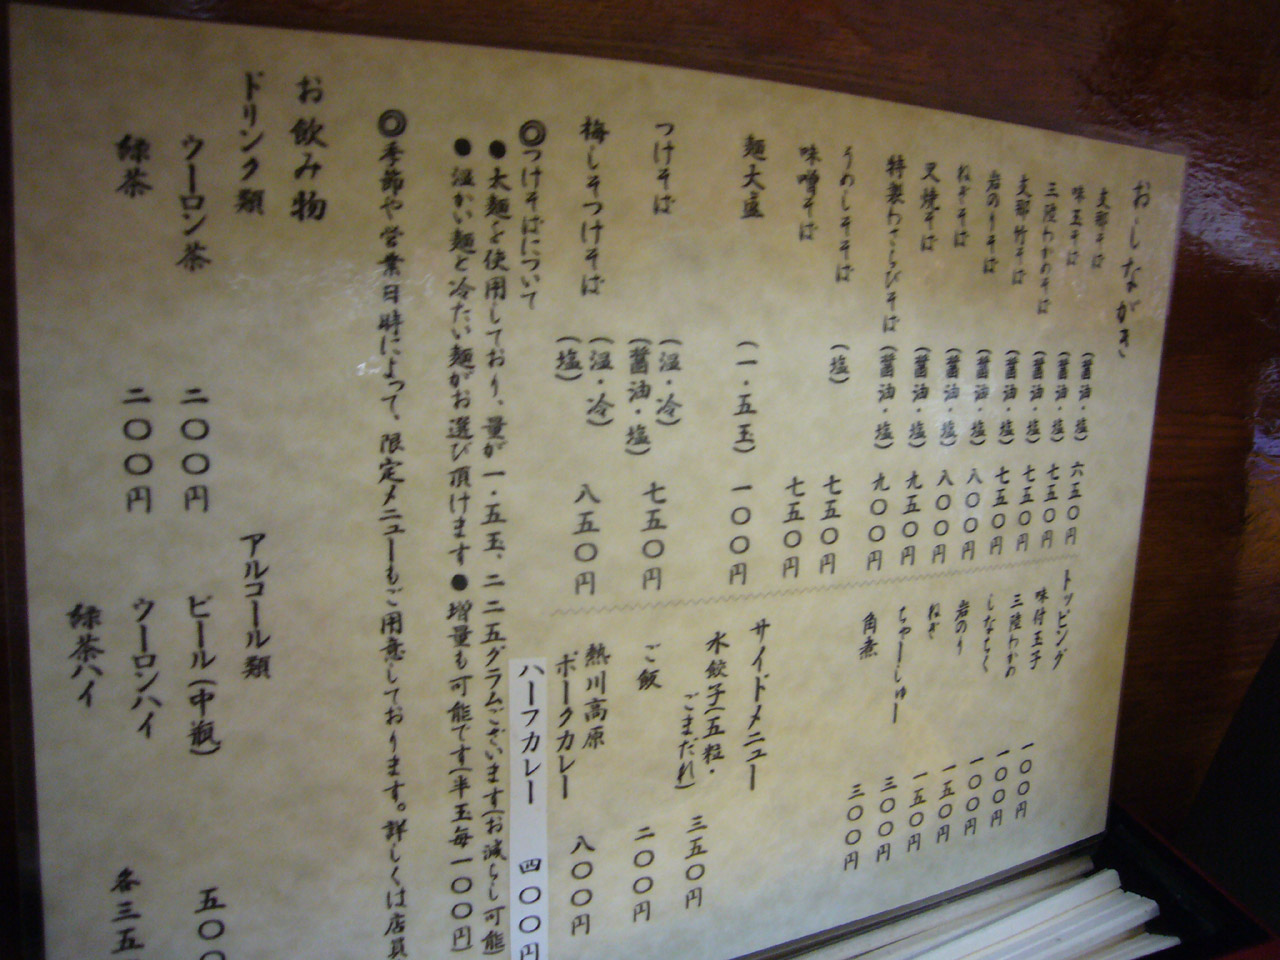 おしながき
支那そば (醤油・塩) 六五〇円
味玉そば (醤油・塩) 七五〇円
三陸わかめそば (醤油・塩) 七五〇円
支那竹そば (醤油・塩) 七五〇円
岩のりそば (醤油・塩) 八〇〇円
ねぎそば (醤油・塩) 八〇〇円
叉焼そば (醤油・塩) 九五〇円
特製わさらびそば (醤油・塩) 九〇〇円
うめしそそば (塩) 七五〇円
味噌そば 七五〇円
麺大盛 (一・五玉) 一〇〇円
つけそば (温・冷) (醤油・塩) 七五〇円
梅しそつけそば (温・冷) (塩) 八五〇円
トッピング
味付玉子 一〇〇円
三陸わかめ 一〇〇円
しなちく 一〇〇円
岩のり 一五〇円
ねぎ 一五〇円
ちゃーしゅー 三〇〇円
角煮 三〇〇円
サイドメニュー
水餃子(五粒・ごまだれ) 三五〇円
ご飯 二〇〇円
熱川高原
ポークカレー 八〇〇円
ハーフカレー 四〇〇円
◎つけそばについて
●太麺を使用しており、量が一・五玉、二二五グラムございます(お減らし可能)
●温かい麺と冷たい麺がお選び頂けます●増量も可能です(半玉毎一〇〇円)
◎季節や営業日時によって、限定メニューもご用意しております。詳しくは店員
お飲み物
ドリンク類
ウーロン茶 二〇〇円
緑茶 二〇〇円
アルコール類
ビール(中瓶) 五〇〇
ウーロンハイ
緑茶ハイ
各三五